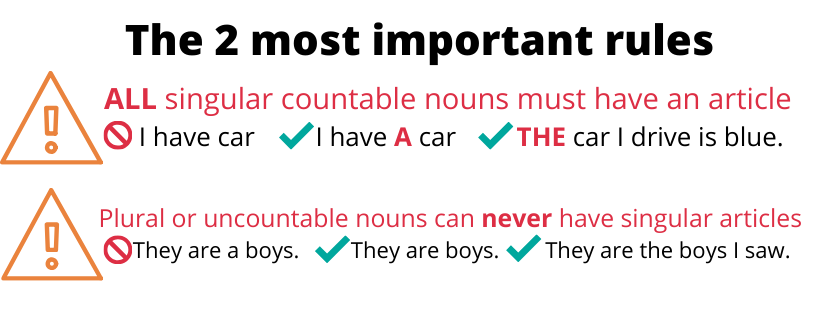 The 2 most important rules
ALL singular countable nouns must have an article
I have car I have A car THE car I drive is blue.
Plural or uncountable nouns can never have singular articles
They are a boys. They are boys. They are the boys I saw.